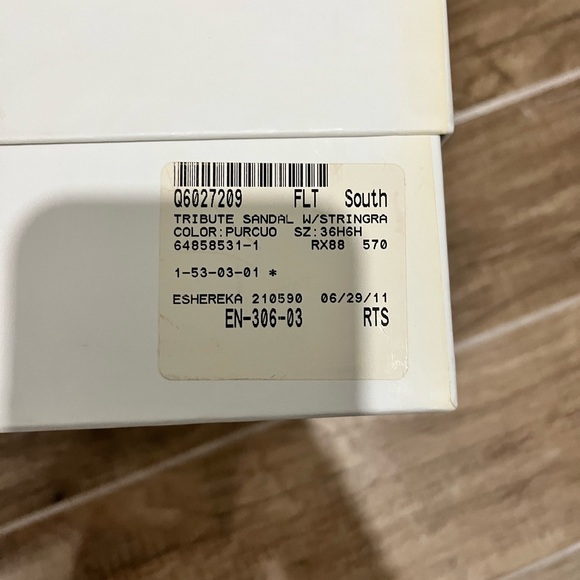 Q6027209 FLT South
TRIBUTE SANDAL W/STRINGRA
COLOR:PURCUO SZ:36H6H
64858531-1 RX88 570
1-53-03-01 *
ESHEREKA 210590 06/29/11
EN-306-03 RTS